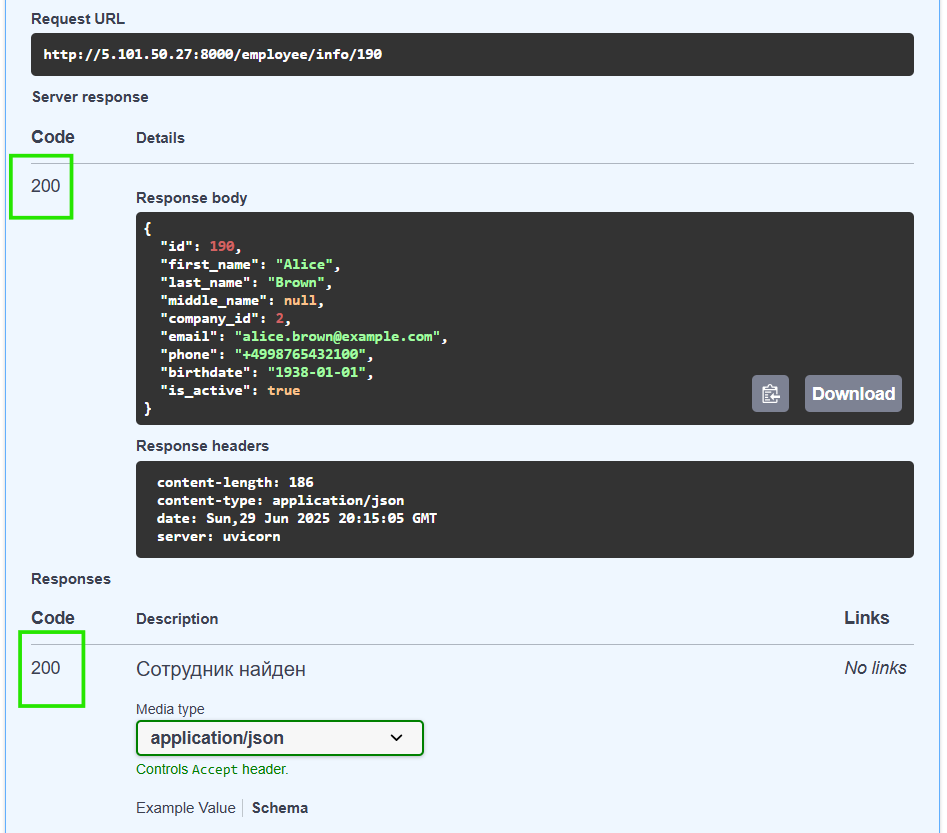 Request URL
http://5.101.50.27:8000/employee/info/190
Server response
Code Details
200
Response body
{
"id": 190,
"first_name": "Alice",
"last_name": "Brown",
"middle_name": null,
"company_id": 2,
"email": "alice.brown@example.com",
"phone": "+4998765432100",
"birthdate": "1938-01-01",
"is_active": true
}
Download
Response headers
content-length: 186
content-type: application/json
date: Sun,29 Jun 2025 20:15:05 GMT
server: uvicorn
Responses
Code Description Links
200 Сотрудник найден No links
Media type
application/json
Controls Accept header.
Example Value Schema